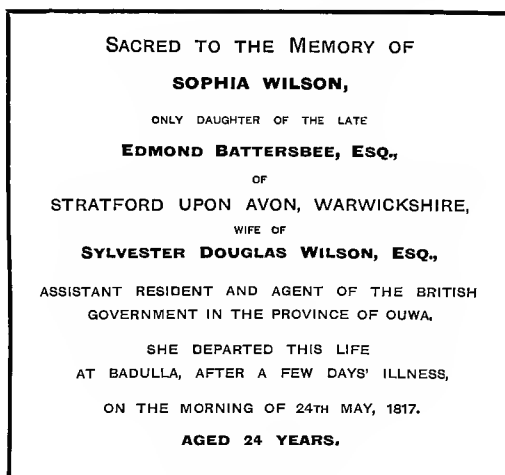 SACRED TO THE MEMORY OF
SOPHIA WILSON,
ONLY DAUGHTER OF THE LATE
EDMOND BATTERSBEE, ESQ.,
OF
STRATFORD UPON AVON, WARWICKSHIRE,
WIFE OF
SYLVESTER DOUGLAS WILSON, ESQ.,
ASSISTANT RESIDENT AND AGENT OF THE BRITISH
GOVERNMENT IN THE PROVINCE OF OUWA.
SHE DEPARTED THIS LIFE
AT BADULLA, AFTER A FEW DAYS' ILLNESS,
ON THE MORNING OF 24TH MAY, 1817.
AGED 24 YEARS.